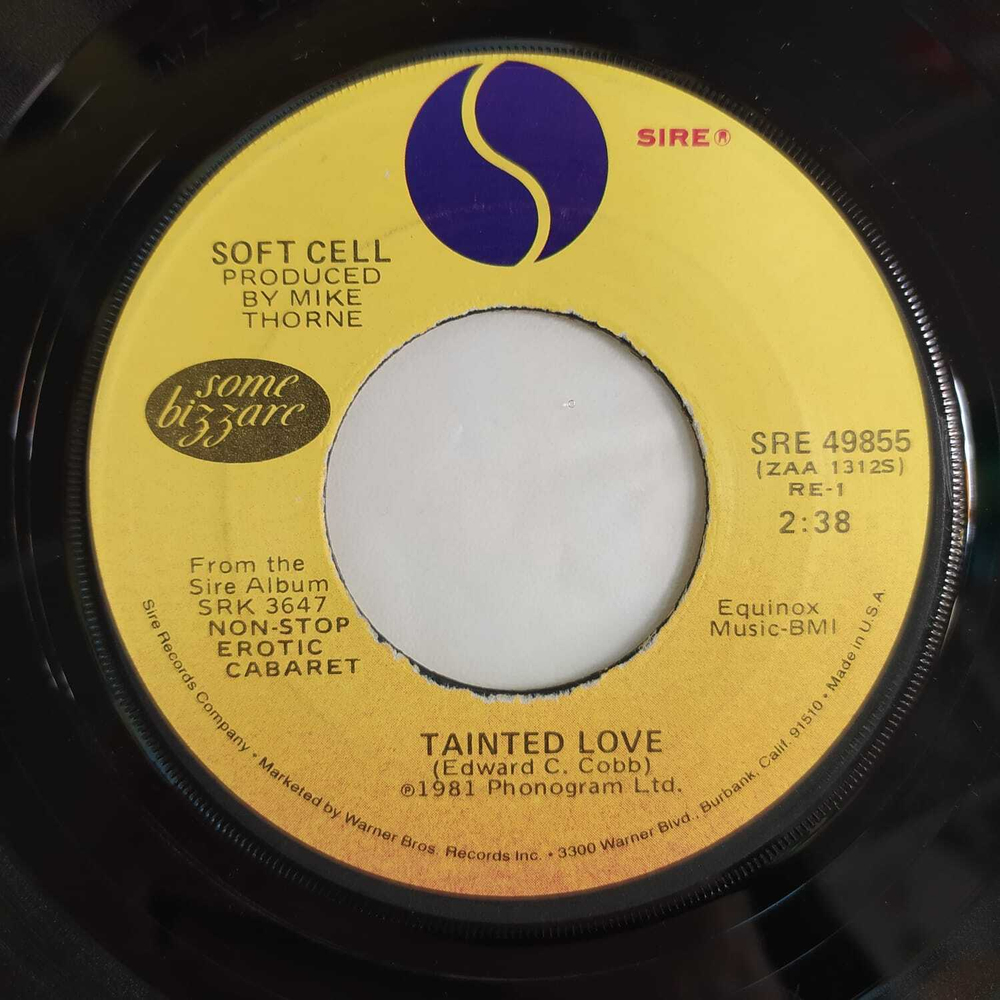 SIRE®
SOFT CELL
PRODUCED
BY MIKE
THORNE
some
bizzare
SRE 49855
(ZAA 1312S)
RE-1
2:38
From the
Sire Album
SRK 3647
NON-STOP
EROTIC
CABARET
Equinox
Music-BMI
TAINTED LOVE
(Edward C. Cobb)
℗1981 Phonogram Ltd.
Sire Records Company • Marketed by Warner Bros. Records Inc. • 3300 Warner Blvd., Burbank, Calif. 91510 • Made in U.S.A.